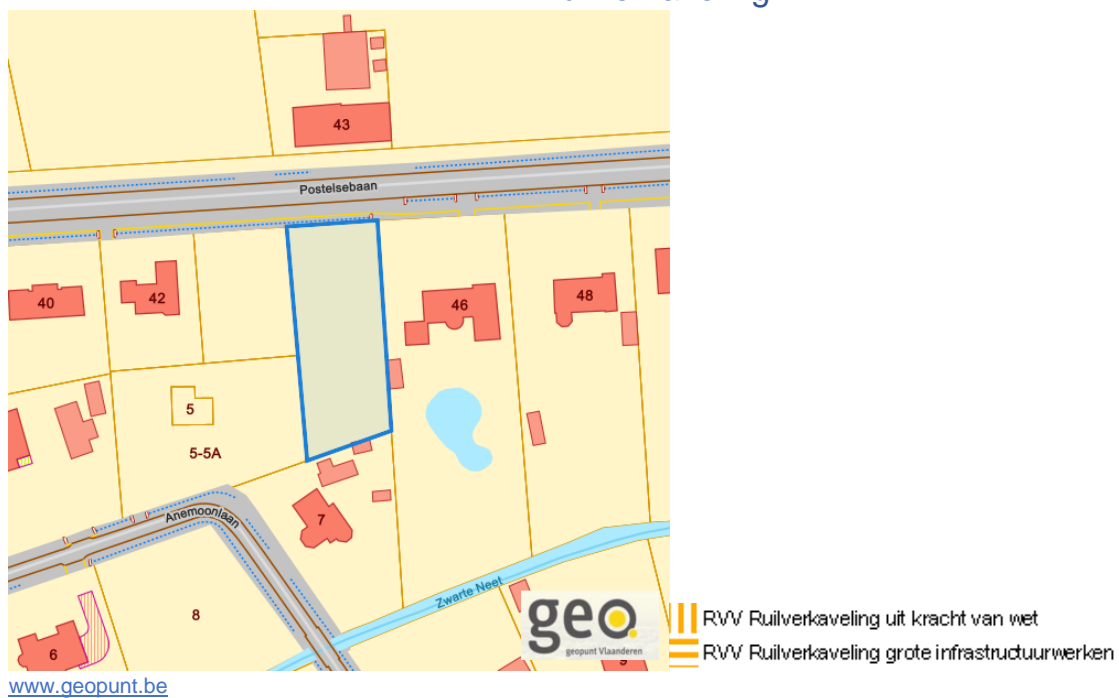 43
Postelsebaan
40
42
46
48
5
5-5A
Anemoonlaan
7
Zwarte Neet
8
6
9
geo.
geopunt Vlaanderen
RVV Ruilverkaveling uit kracht van wet
RVV Ruilverkaveling grote infrastructuurwerken
www.geopunt.be